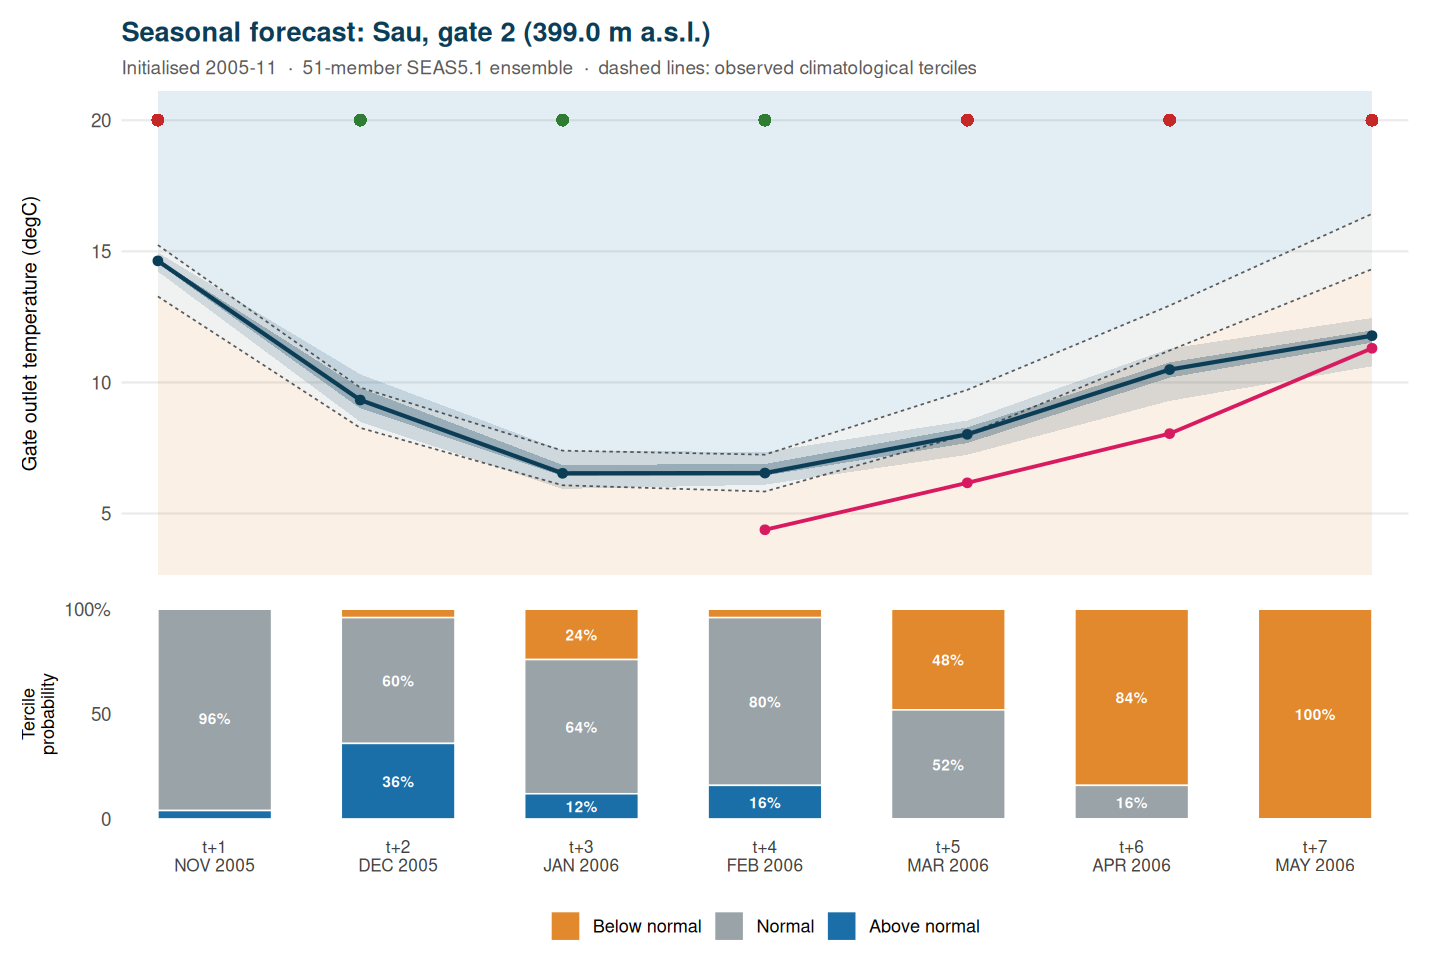 Seasonal forecast: Sau, gate 2 (399.0 m a.s.l.)
Initialised 2005-11 · 51-member SEAS5.1 ensemble · dashed lines: observed climatological terciles
Gate outlet temperature (degC)
20
15
10
5
Tercile
probability
100%
50
0
96%
60%
36%
24%
64%
12%
80%
16%
48%
52%
84%
16%
100%
t+1
NOV 2005
t+2
DEC 2005
t+3
JAN 2006
t+4
FEB 2006
t+5
MAR 2006
t+6
APR 2006
t+7
MAY 2006
Below normal
Normal
Above normal